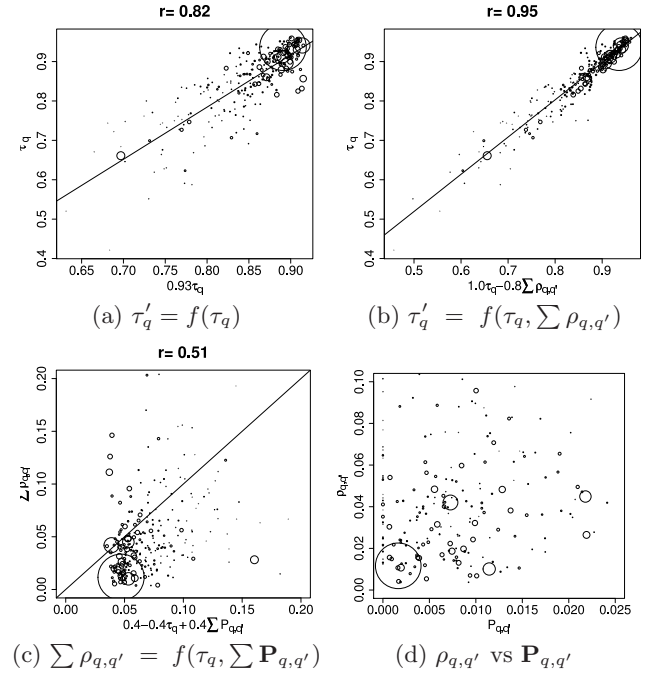 r= 0.82
r= 0.95
τ q
0.4 0.5 0.6 0.7 0.8 0.9
0.65 0.70 0.75 0.80 0.85 0.90
0.93τq
τ q
0.4 0.5 0.6 0.7 0.8 0.9
0.5 0.6 0.7 0.8 0.9
1.0τq−0.8∑ ρq,q'
(a) τ′q = f(τq)
(b) τ′q = f(τq, ∑ ρq,q′)
r= 0.51
∑ ρq,q'
0.00 0.05 0.10 0.15 0.20
0.00 0.05 0.10 0.15 0.20
0.4−0.4τq+0.4∑ Pq,q'
ρq,q'
0.00 0.02 0.04 0.06 0.08 0.10
0.000 0.005 0.010 0.015 0.020 0.025
Pq,q'
(c) ∑ ρq,q′ = f(τq, ∑ Pq,q′)
(d) ρq,q′ vs Pq,q′